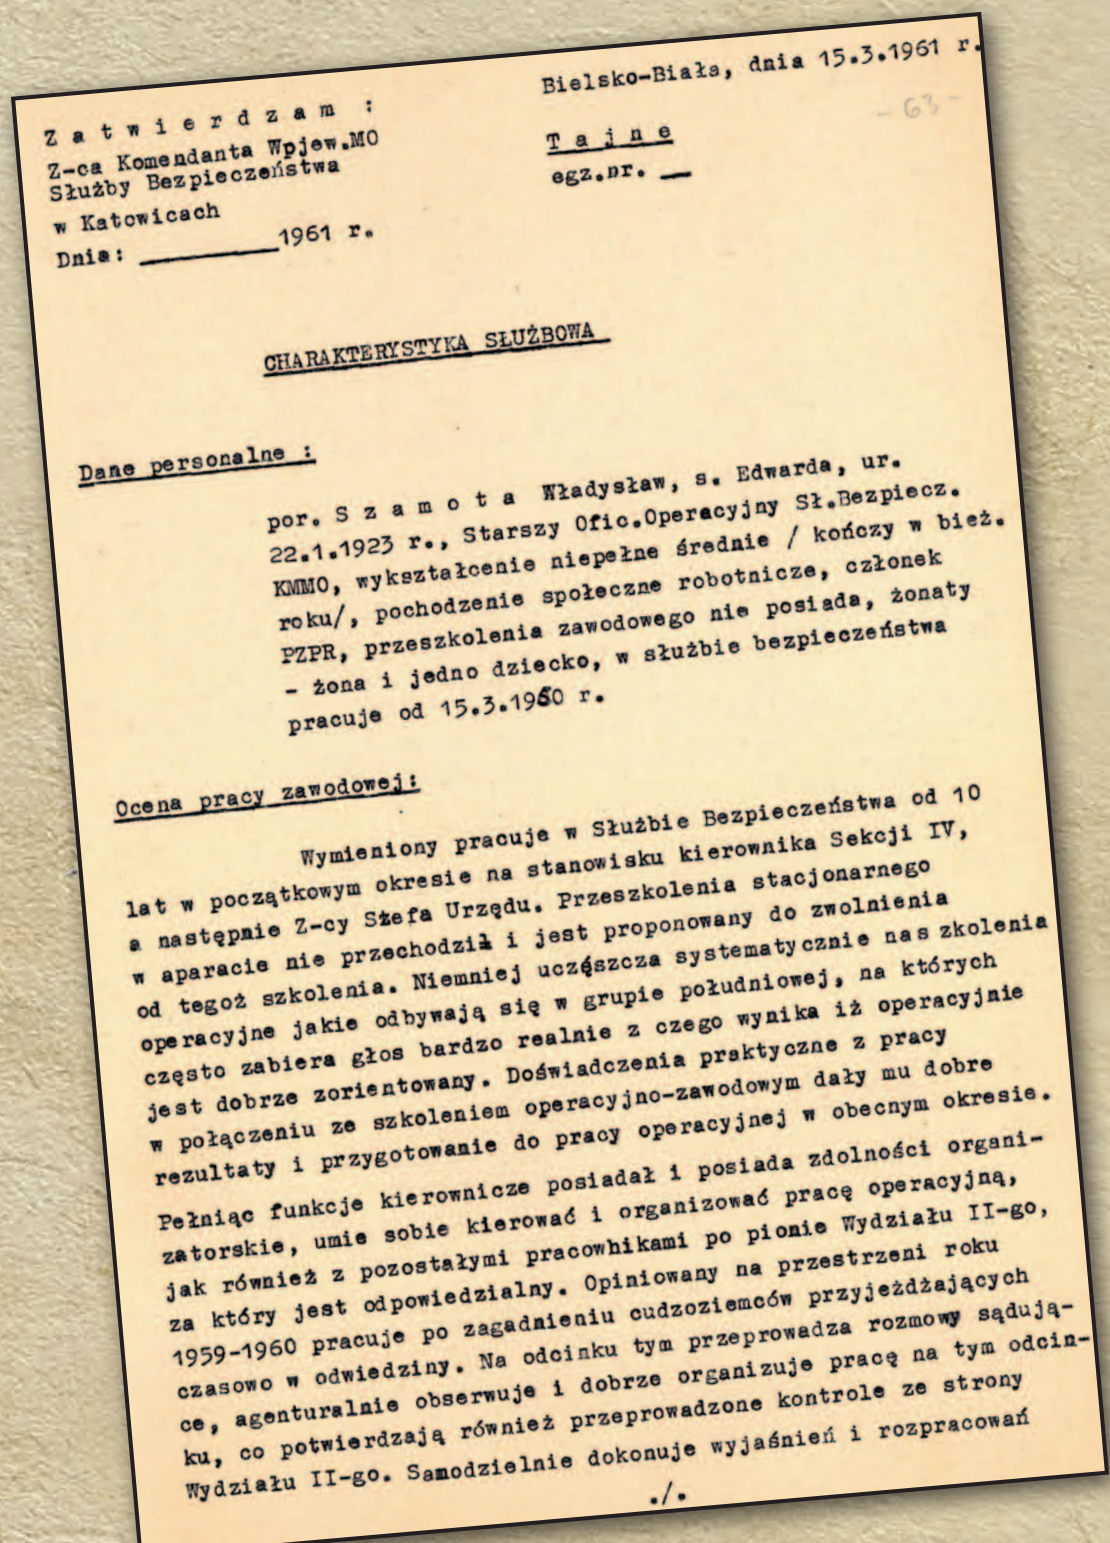 Bielsko-Biała, dnia 15.3.1961 r.
- 63 -
Z a t w i e r d z a m :
Z-ca Komendanta Wpjew.MO
Służby Bezpieczeństwa
w Katowicach
Dnia: ________1961 r.
T a j n e
egz.nr. __
CHARAKTERYSTYKA SŁUŻBOWA
Dane personalne :
por. S z a m o t a Władysław, s. Edwarda, ur.
22.1.1923 r., Starszy Ofic.Operacyjny Sł.Bezpiecz.
KMMO, wykształcenie niepełne średnie / kończy w bież.
roku/, pochodzenie społeczne robotnicze, członek
PZPR, przeszkolenia zawodowego nie posiada, żonaty
- żona i jedno dziecko, w służbie bezpieczeństwa
pracuje od 15.3.1950 r.
Ocena pracy zawodowej:
Wymieniony pracuje w Służbie Bezpieczeństwa od 10
lat w początkowym okresie na stanowisku kierownika Sekcji IV,
a następnie Z-cy Szefa Urzędu. Przeszkolenia stacjonarnego
w aparacie nie przechodził i jest proponowany do zwolnienia
od tegoż szkolenia. Niemniej uczęszcza systematycznie nas zkolenia
operacyjne jakie odbywają się w grupie południowej, na których
często zabiera głos bardzo realnie z czego wynika iż operacyjnie
jest dobrze zorientowany. Doświadczenia praktyczne z pracy
w połączeniu ze szkoleniem operacyjno-zawodowym dały mu dobre
rezultaty i przygotowanie do pracy operacyjnej w obecnym okresie.
Pełniąc funkcje kierownicze posiadał i posiada zdolności organi-
zatorskie, umie sobie kierować i organizować pracę operacyjną,
jak również z pozostałymi pracowhikami po pionie Wydziału II-go,
za który jest odpowiedzialny. Opiniowany na przestrzeni roku
1959-1960 pracuje po zagadnieniu cudzoziemców przyjeżdżających
czasowo w odwiedziny. Na odcinku tym przeprowadza rozmowy sądują-
ce, agenturalnie obserwuje i dobrze organizuje pracę na tym odcin-
ku, co potwierdzają również przeprowadzone kontrole ze strony
Wydziału II-go. Samodzielnie dokonuje wyjaśnień i rozpracowań
./.